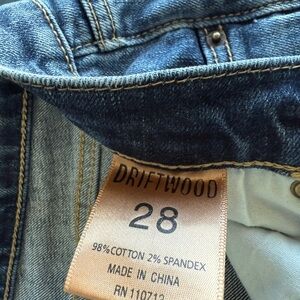 DRIFTWOOD
28
98% COTTON 2% SPANDEX
MADE IN CHINA
RN 110712